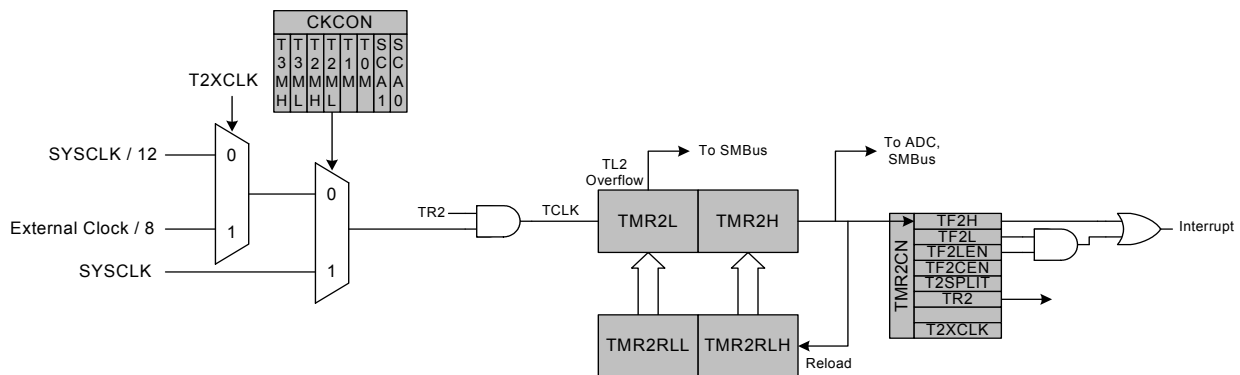 CKCON
T3MH
T3ML
T2MH
T2ML
T1M
T0M
SCA1
SCA0
T2XCLK
SYSCLK / 12
0
External Clock / 8
1
SYSCLK
0
1
TR2
TCLK
TL2
Overflow
To SMBus
To ADC,
SMBus
TMR2L
TMR2H
TMR2RLL
TMR2RLH
Reload
TMR2CN
TF2H
TF2L
TF2LEN
TF2CEN
T2SPLIT
TR2
T2XCLK
Interrupt